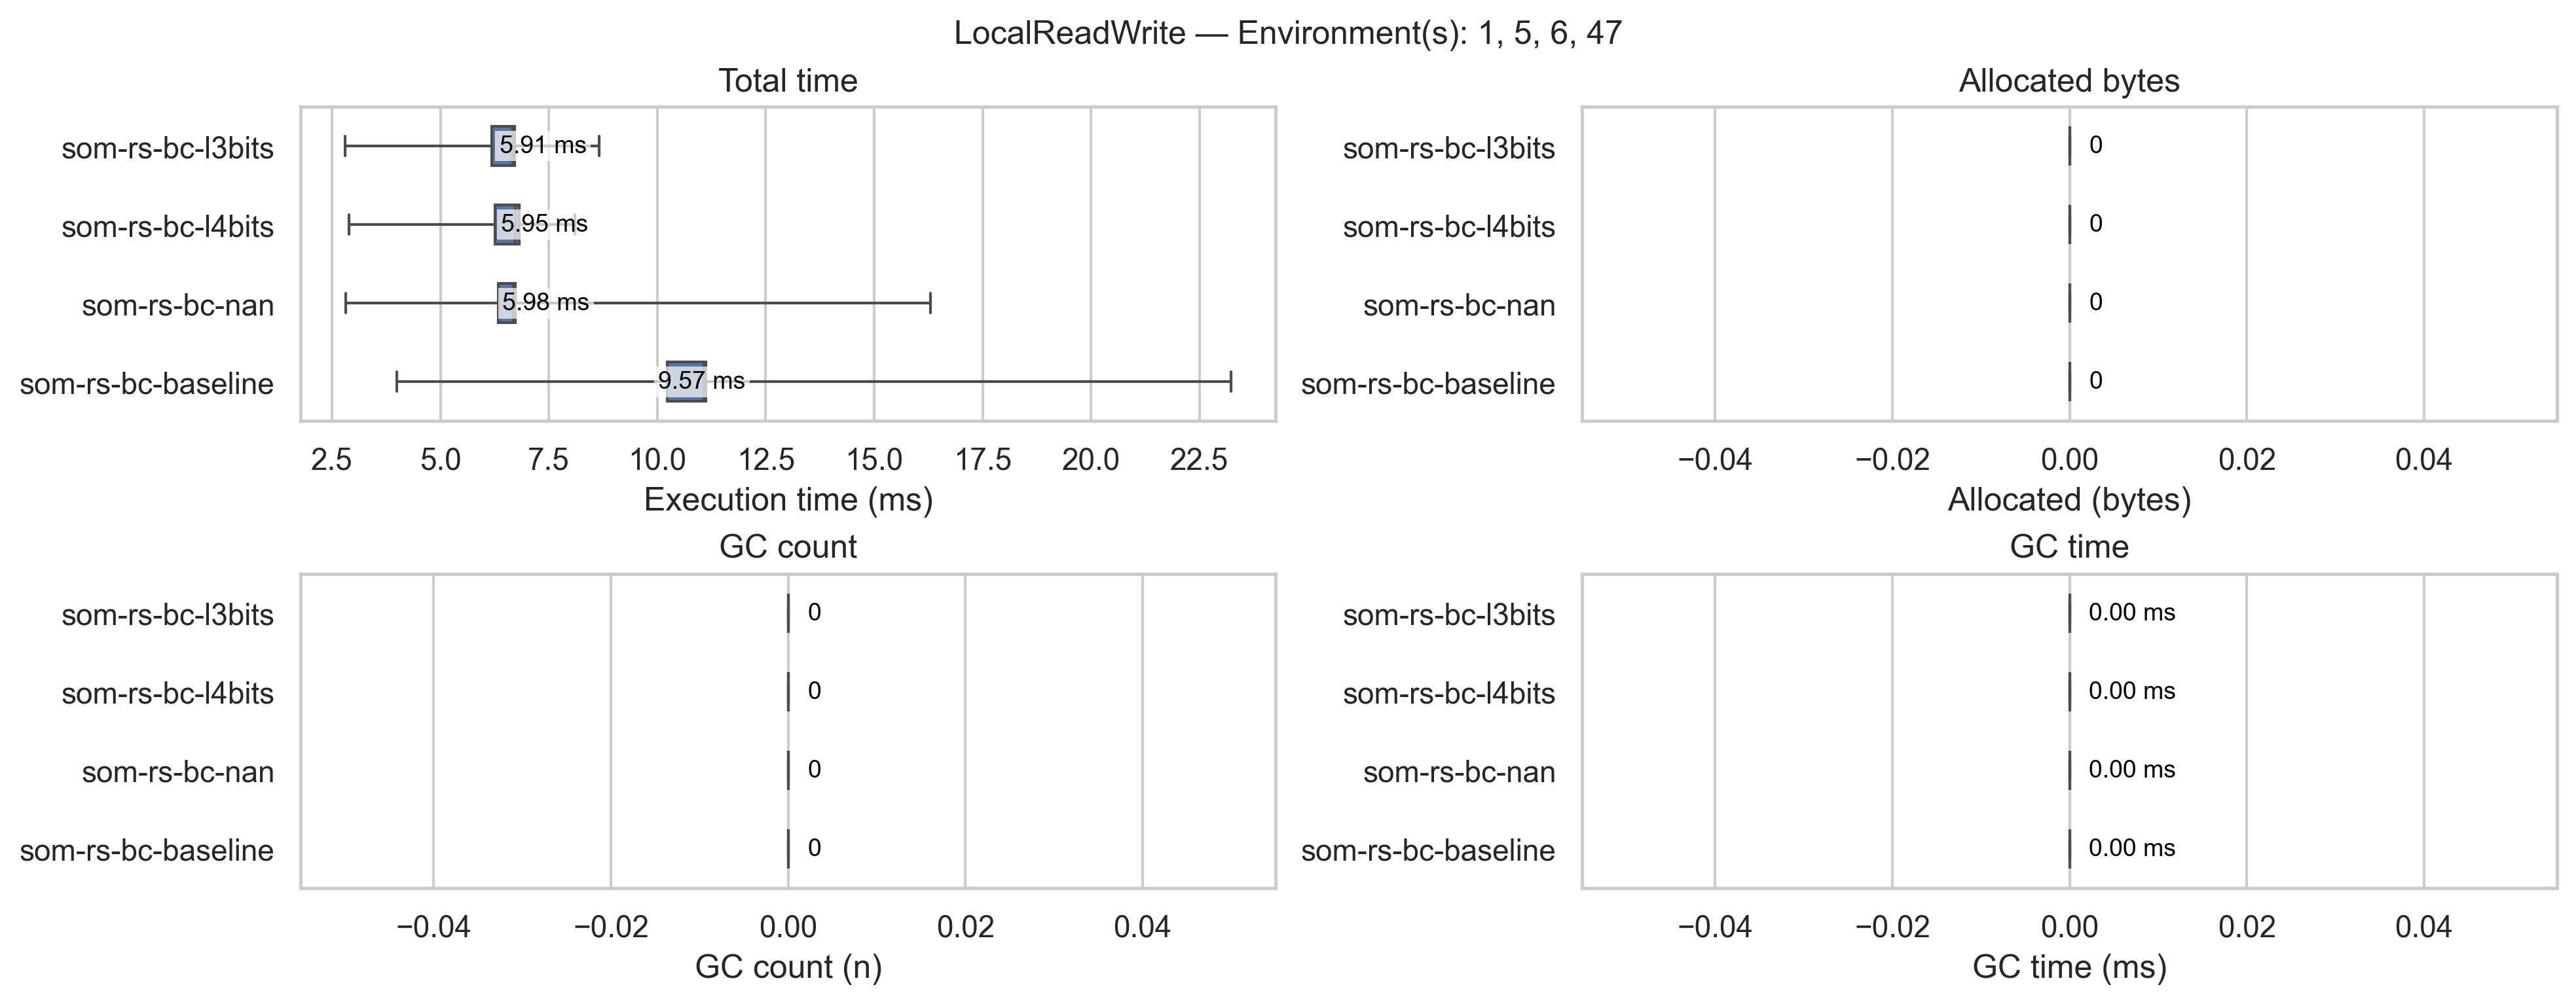 LocalReadWrite — Environment(s): 1, 5, 6, 47
Total time
som-rs-bc-l3bits
5.91 ms
som-rs-bc-l4bits
5.95 ms
som-rs-bc-nan
5.98 ms
som-rs-bc-baseline
9.57 ms
2.5 5.0 7.5 10.0 12.5 15.0 17.5 20.0 22.5
Execution time (ms)
Allocated bytes
som-rs-bc-l3bits
0
som-rs-bc-l4bits
0
som-rs-bc-nan
0
som-rs-bc-baseline
0
−0.04 −0.02 0.00 0.02 0.04
Allocated (bytes)
GC count
som-rs-bc-l3bits
0
som-rs-bc-l4bits
0
som-rs-bc-nan
0
som-rs-bc-baseline
0
−0.04 −0.02 0.00 0.02 0.04
GC count (n)
GC time
som-rs-bc-l3bits
0.00 ms
som-rs-bc-l4bits
0.00 ms
som-rs-bc-nan
0.00 ms
som-rs-bc-baseline
0.00 ms
−0.04 −0.02 0.00 0.02 0.04
GC time (ms)